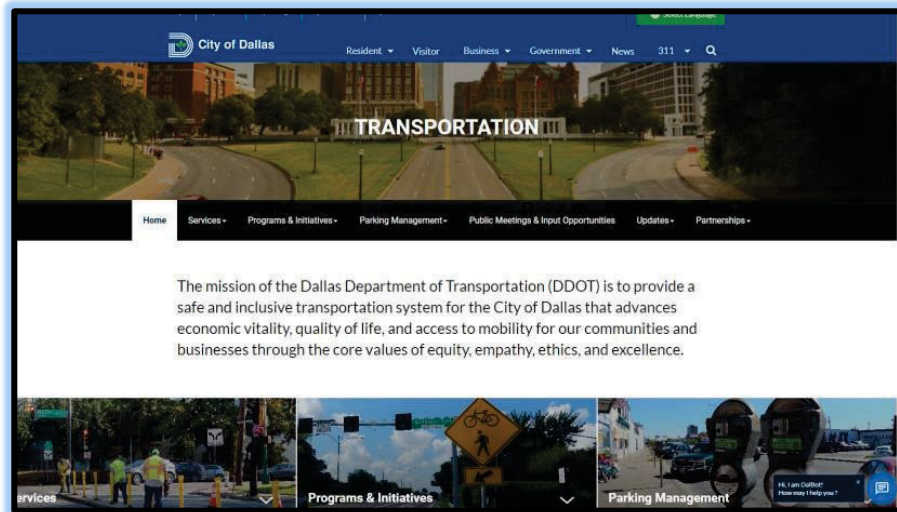 Select Language
City of Dallas
Resident Visitor Business Government News 311
TRANSPORTATION
Home Services Programs & Initiatives Parking Management Public Meetings & Input Opportunities Updates Partnerships
The mission of the Dallas Department of Transportation (DDOT) is to provide a
safe and inclusive transportation system for the City of Dallas that advances
economic vitality, quality of life, and access to mobility for our communities and
businesses through the core values of equity, empathy, ethics, and excellence.
ervices Programs & Initiatives Parking Management
Hi, I am DalBot!
How may I help you ?